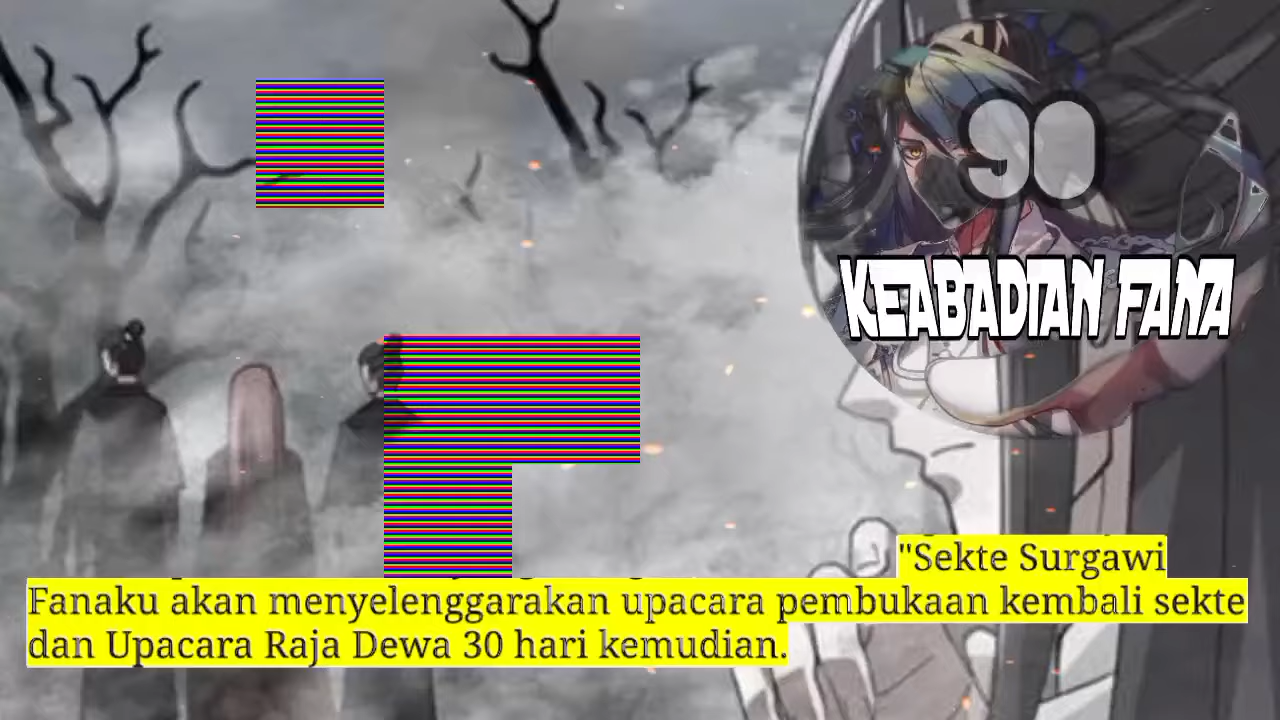 90
KEABADIAN FANA
"Sekte Surgawi
Fanaku akan menyelenggarakan upacara pembukaan kembali sekte
dan Upacara Raja Dewa 30 hari kemudian.